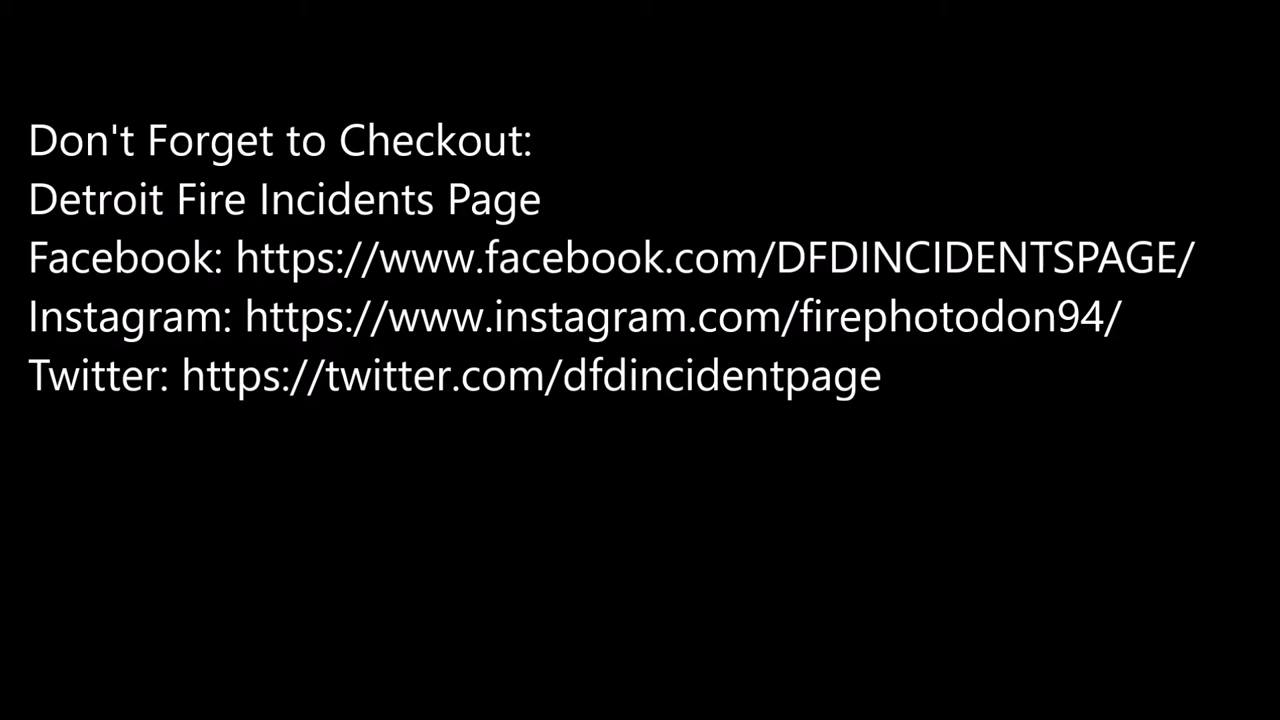 Don't Forget to Checkout:
Detroit Fire Incidents Page
Facebook: https://www.facebook.com/DFDINCIDENTSPAGE/
Instagram: https://www.instagram.com/firephotodon94/
Twitter: https://twitter.com/dfdincidentpage